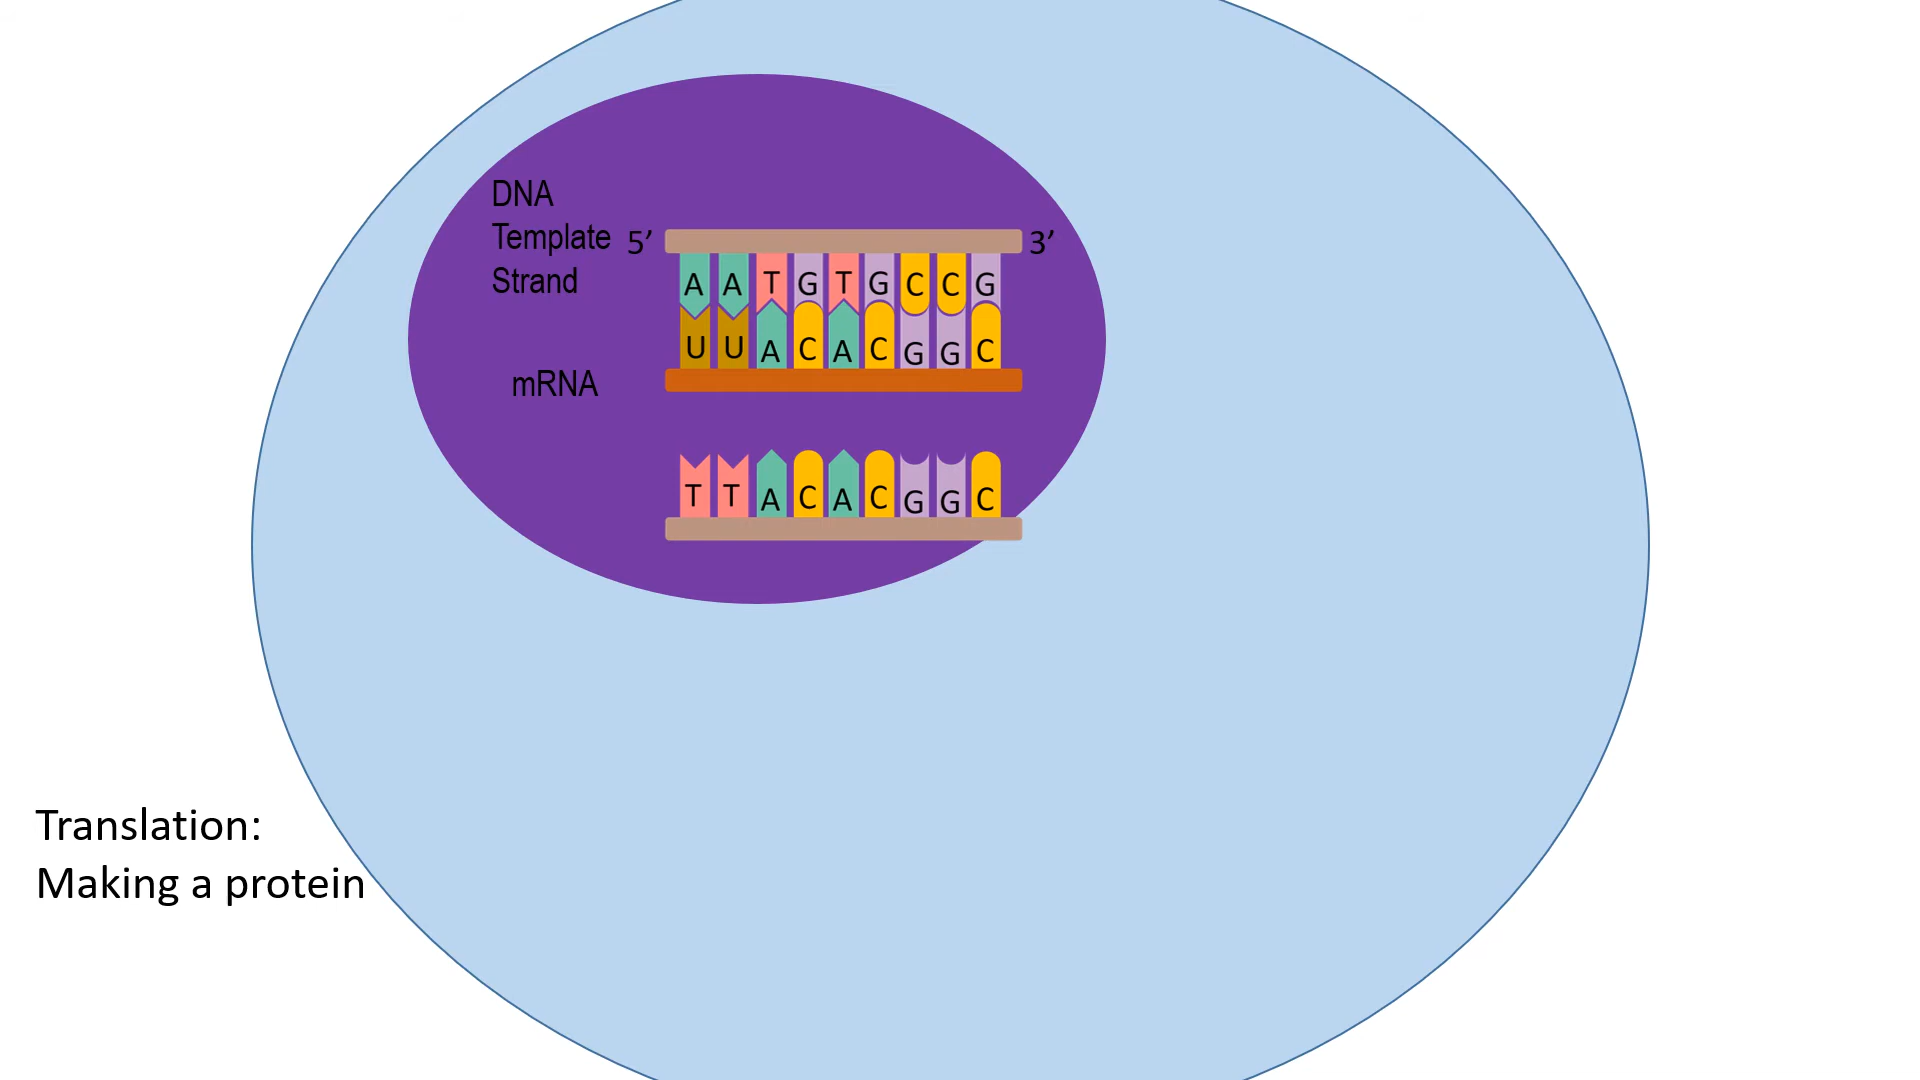 DNA
Template
Strand
5’ 3’
A A T G T G C C G
U U A C A C G G C
mRNA
T T A C A C G G C
Translation:
Making a protein